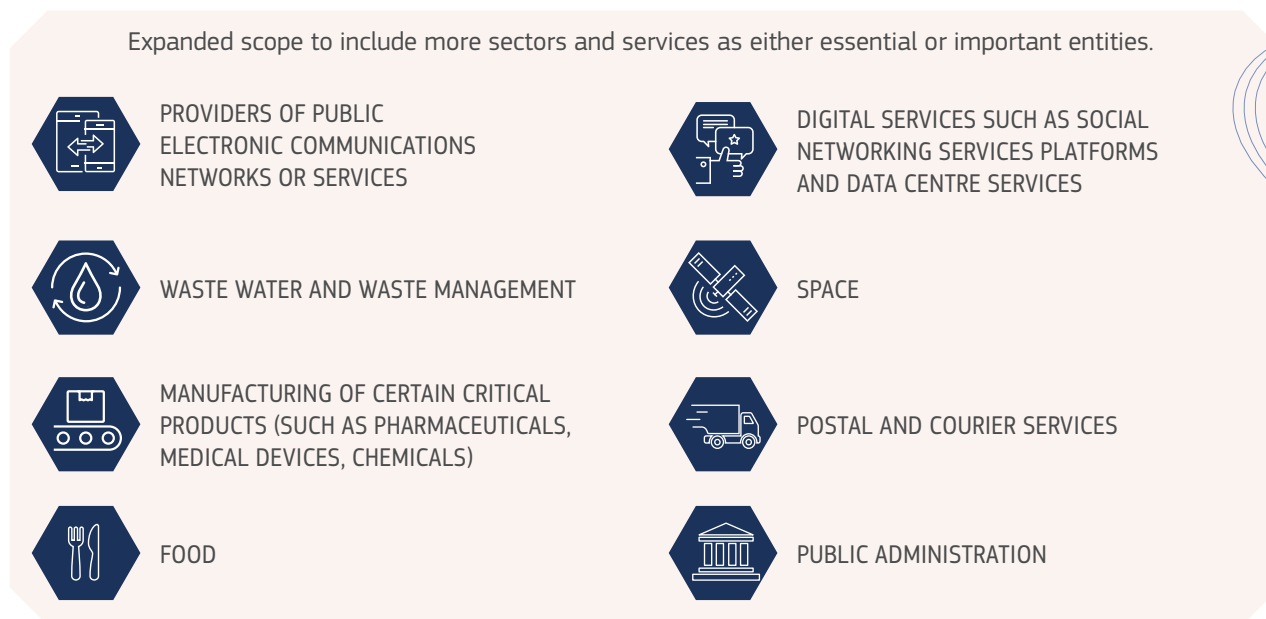 Expanded scope to include more sectors and services as either essential or important entities.
PROVIDERS OF PUBLIC
ELECTRONIC COMMUNICATIONS
NETWORKS OR SERVICES
DIGITAL SERVICES SUCH AS SOCIAL
NETWORKING SERVICES PLATFORMS
AND DATA CENTRE SERVICES
WASTE WATER AND WASTE MANAGEMENT
SPACE
MANUFACTURING OF CERTAIN CRITICAL
PRODUCTS (SUCH AS PHARMACEUTICALS,
MEDICAL DEVICES, CHEMICALS)
POSTAL AND COURIER SERVICES
FOOD
PUBLIC ADMINISTRATION